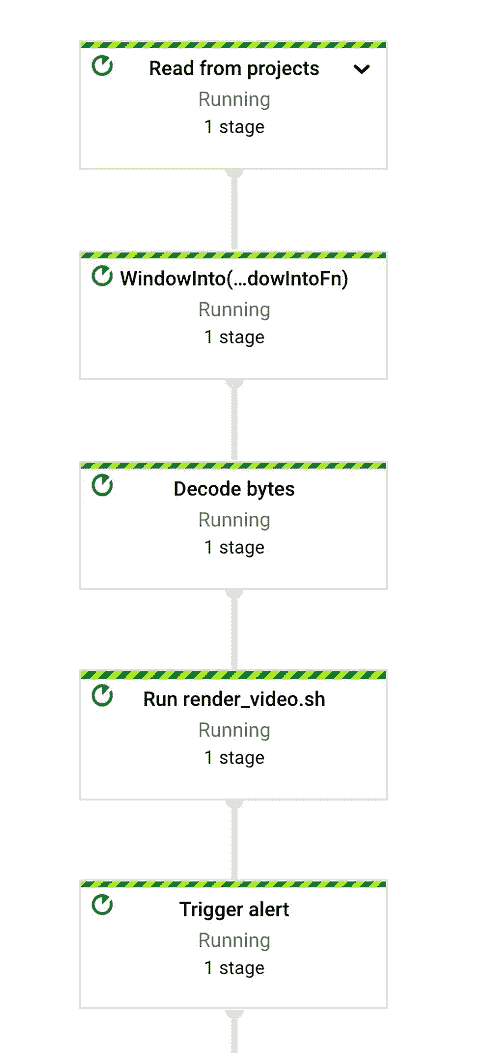 Read from projects
Running
1 stage
WindowInto(...dowIntoFn)
Running
1 stage
Decode bytes
Running
1 stage
Run render_video.sh
Running
1 stage
Trigger alert
Running
1 stage